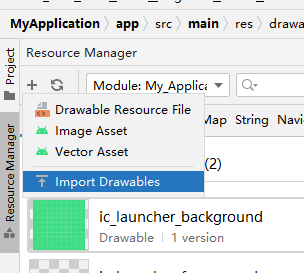 MyApplication app src main res drawa
Resource Manager
Module: My_Applica
Drawable Resource File
Image Asset
Vector Asset
Import Drawables
Map String Navi
(2)
ic_launcher_background
Drawable | 1 version
Project
Resource Manager